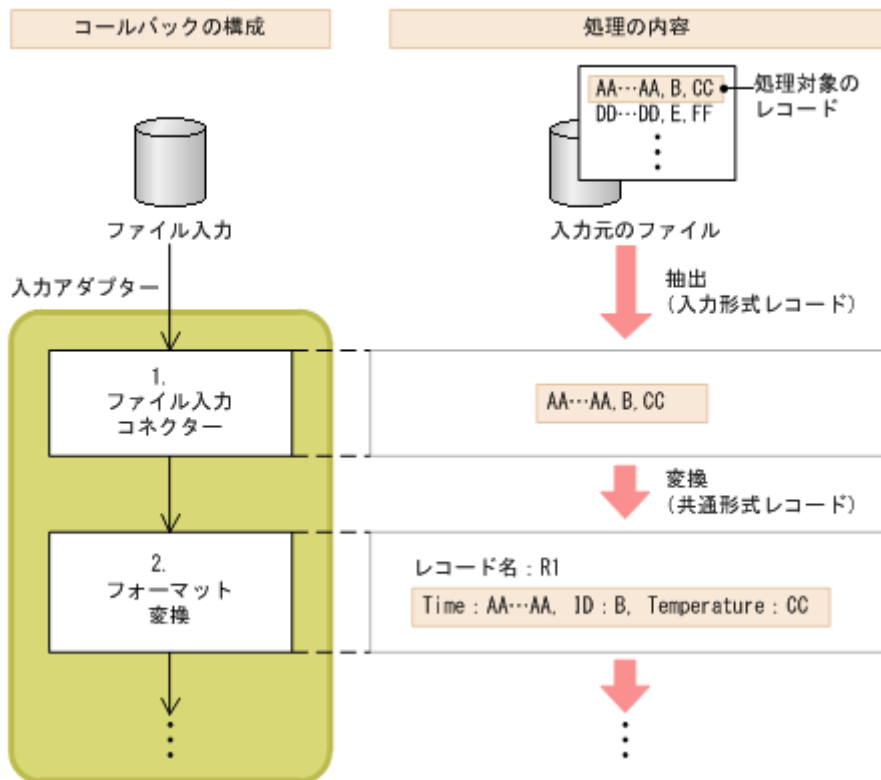 コールバックの構成
処理の内容
AA…AA, B, CC
DD…DD, E, FF
処理対象の
レコード
ファイル入力
入力元のファイル
入力アダプター
抽出
(入力形式レコード)
1.
ファイル入力
コネクター
AA…AA, B, CC
変換
(共通形式レコード)
2.
フォーマット
変換
レコード名:R1
Time:AA…AA, ID:B, Temperature:CC